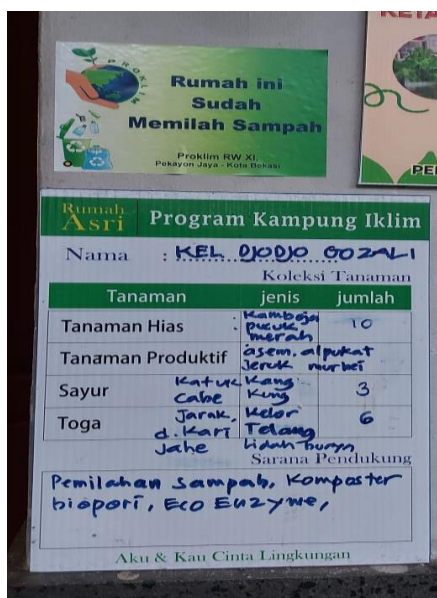 PROKLIM
Rumah ini
Sudah
Memilah Sampah
Proklim RW XI,
Pekayon Jaya - Kota Bekasi
PE
Rumah
Asri
Program Kampung Iklim
Nama : KEL DJODJO GOZALI
Koleksi Tanaman
Tanaman jenis jumlah
Tanaman Hias : Kamboja pucuk merah 10
Tanaman Produktif asem, alpukat Jeruk murbei
Sayur Katuk Kang Cabe Kung 3
Toga Jarak, Kelor 6
d. Kari Telang
Jahe Lidah buaya
Sarana Pendukung
Pemilahan sampah, Komposter
biopori, Eco Enzyme,
Aku & Kau Cinta Lingkungan